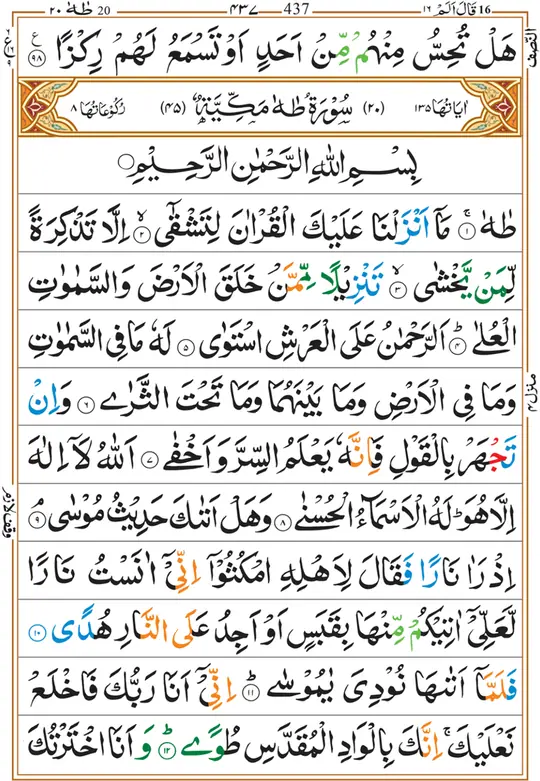 ١٦ قَالَ اَلَمْ 16 437 ٤٣٧ 20 طٰهٰ ٢٠
هَلْ تُحِسُّ مِنْهُمْ مِّنْ اَحَدٍ اَوْ تَسْمَعُ لَهُمْ رِكْزًا ۝٩٨ ع
اٰيَاتُهَا ١٣٥ (٢٠) سُوْرَةُ طٰهٰ مَكِّيَّةٌ (٤٥) رُكُوْعَاتُهَا ٨
بِسْمِ اللّٰهِ الرَّحْمٰنِ الرَّحِيْمِ۝
طٰهٰ ۝١ۚ مَاۤ اَنْزَلْنَا عَلَيْكَ الْقُرْاٰنَ لِتَشْقٰۤى ۝٢ۙ اِلَّا تَذْكِرَةً
لِّمَنْ يَّخْشٰى ۝٣ۙ تَنْزِيْلًا مِّمَّنْ خَلَقَ الْاَرْضَ وَالسَّمٰوٰتِ
الْعُلٰى ۝٤ؕ اَلرَّحْمٰنُ عَلَى الْعَرْشِ اسْتَوٰى ۝٥ لَهٗ مَا فِى السَّمٰوٰتِ
وَمَا فِى الْاَرْضِ وَمَا بَيْنَهُمَا وَمَا تَحْتَ الثَّرٰى ۝٦ وَاِنْ
تَجْهَرْ بِالْقَوْلِ فَاِنَّهٗ يَعْلَمُ السِّرَّ وَاَخْفٰى ۝٧ اَللّٰهُ لَاۤ اِلٰهَ
اِلَّا هُوَ ؕ لَهُ الْاَسْمَآءُ الْحُسْنٰى ۝٨ وَهَلْ اَتٰىكَ حَدِيْثُ مُوْسٰى ۝٩ۘ
اِذْ رَاٰ نَارًا فَقَالَ لِاَهْلِهِ امْكُثُوْۤا اِنِّىْۤ اٰنَسْتُ نَارًا
لَّعَلِّىْۤ اٰتِيْكُمْ مِّنْهَا بِقَبَسٍ اَوْ اَجِدُ عَلَى النَّارِ هُدًى ۝١٠
فَلَمَّاۤ اَتٰىهَا نُوْدِىَ يٰمُوْسٰى ۝١١ؕ اِنِّىْۤ اَنَا رَبُّكَ فَاخْلَعْ
نَعْلَيْكَ ۚ اِنَّكَ بِالْوَادِ الْمُقَدَّسِ طُوًى ۝١٢ؕ وَاَنَا اخْتَرْتُكَ
النصف
منزل ٤
وقف لازم